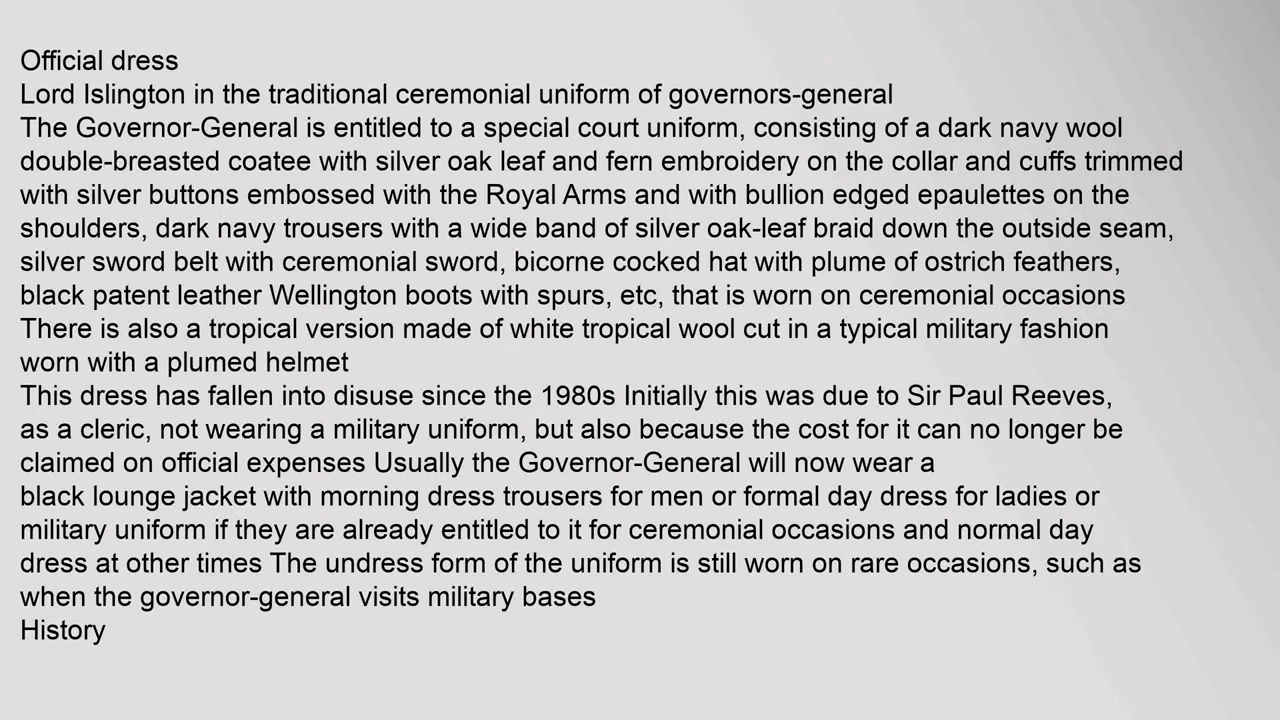 Official dress
Lord Islington in the traditional ceremonial uniform of governors-general
The Governor-General is entitled to a special court uniform, consisting of a dark navy wool
double-breasted coatee with silver oak leaf and fern embroidery on the collar and cuffs trimmed
with silver buttons embossed with the Royal Arms and with bullion edged epaulettes on the
shoulders, dark navy trousers with a wide band of silver oak-leaf braid down the outside seam,
silver sword belt with ceremonial sword, bicorne cocked hat with plume of ostrich feathers,
black patent leather Wellington boots with spurs, etc, that is worn on ceremonial occasions
There is also a tropical version made of white tropical wool cut in a typical military fashion
worn with a plumed helmet
This dress has fallen into disuse since the 1980s Initially this was due to Sir Paul Reeves,
as a cleric, not wearing a military uniform, but also because the cost for it can no longer be
claimed on official expenses Usually the Governor-General will now wear a
black lounge jacket with morning dress trousers for men or formal day dress for ladies or
military uniform if they are already entitled to it for ceremonial occasions and normal day
dress at other times The undress form of the uniform is still worn on rare occasions, such as
when the governor-general visits military bases
History